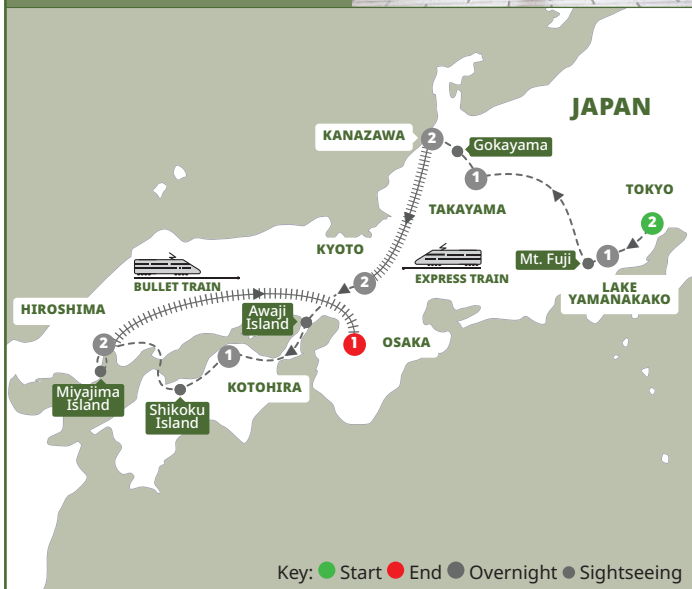 JAPAN
KANAZAWA
2
Gokayama
1
TAKAYAMA
TOKYO
2
KYOTO
Mt. Fuji
1
LAKE
YAMANAKAKO
2
EXPRESS TRAIN
BULLET TRAIN
HIROSHIMA
Awaji
Island
2
1
OSAKA
1
KOTOHIRA
Miyajima
Island
Shikoku
Island
Key: Start End Overnight Sightseeing